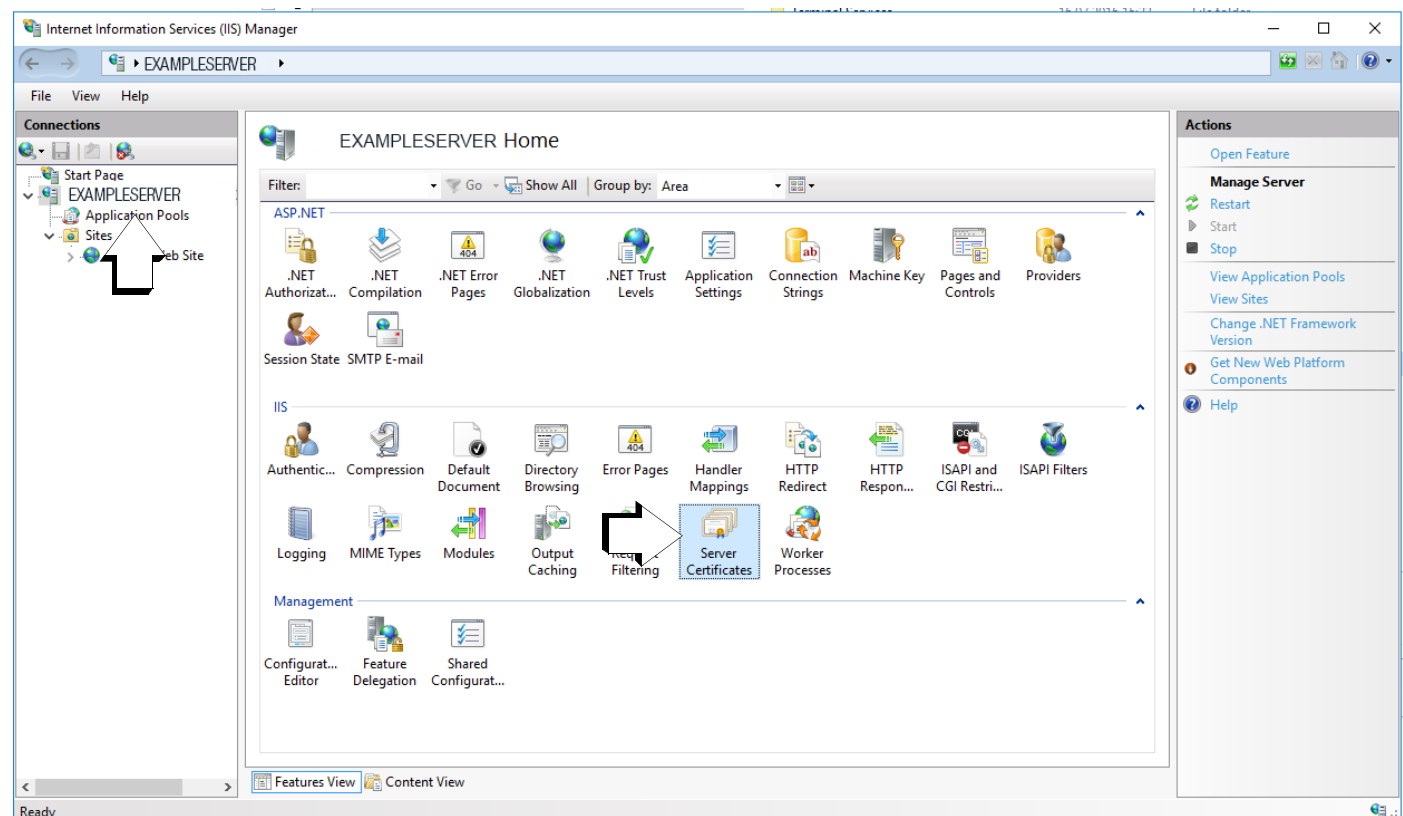 Internet Information Services (IIS) Manager
EXAMPLESERVER
File View Help
Connections
Start Page
EXAMPLESERVER
Application Pools
Sites
eb Site
EXAMPLESERVER Home
Filter: Go Show All Group by: Area
ASP.NET
.NET Authorizat...
.NET Compilation
.NET Error Pages
.NET Globalization
.NET Trust Levels
Application Settings
Connection Strings
Machine Key
Pages and Controls
Providers
Session State
SMTP E-mail
IIS
Authentic...
Compression
Default Document
Directory Browsing
Error Pages
Handler Mappings
HTTP Redirect
HTTP Respon...
ISAPI and CGI Restri...
ISAPI Filters
Logging
MIME Types
Modules
Output Caching
Filtering
Server Certificates
Worker Processes
Management
Configurat... Editor
Feature Delegation
Shared Configurat...
Features View Content View
Actions
Open Feature
Manage Server
Restart
Start
Stop
View Application Pools
View Sites
Change .NET Framework
Version
Get New Web Platform
Components
Help
Ready